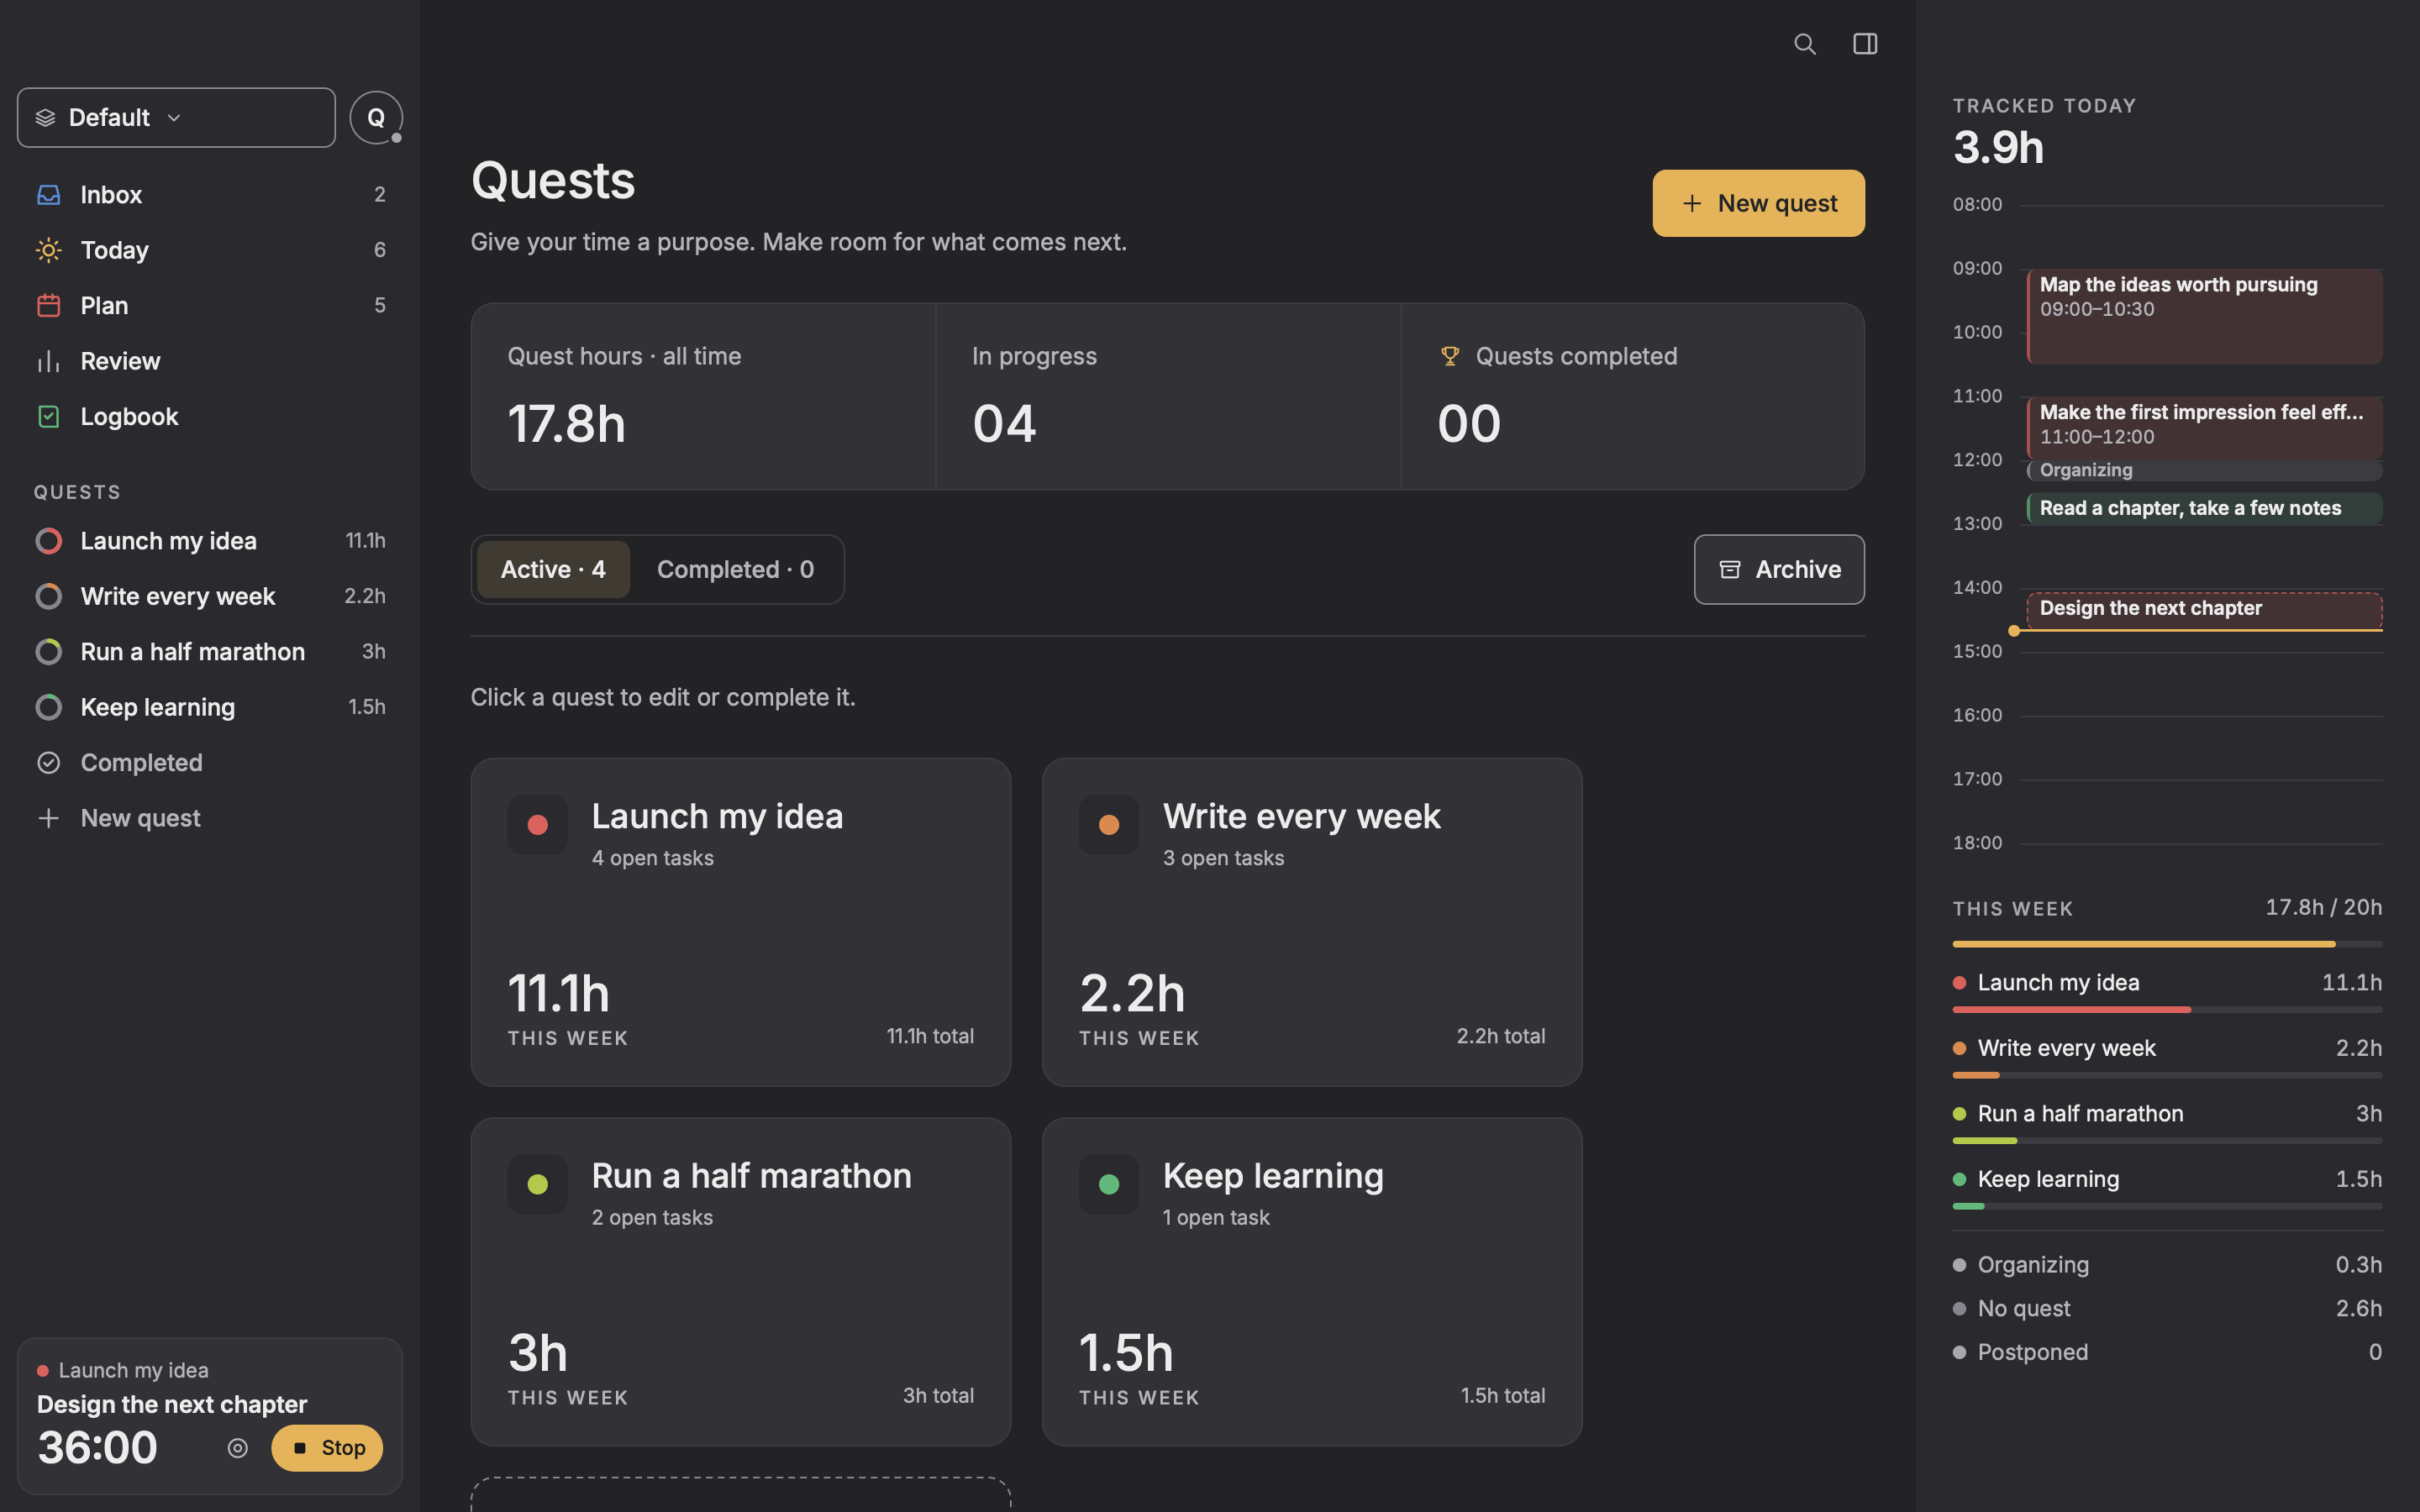 Default
Q
Inbox 2
Today 6
Plan 5
Review
Logbook
QUESTS
Launch my idea 11.1h
Write every week 2.2h
Run a half marathon 3h
Keep learning 1.5h
Completed
New quest
Launch my idea
Design the next chapter
36:00 Stop
Quests
Give your time a purpose. Make room for what comes next.
New quest
Quest hours · all time
17.8h
In progress
04
Quests completed
00
Active · 4 Completed · 0
Archive
Click a quest to edit or complete it.
Launch my idea
4 open tasks
11.1h
THIS WEEK 11.1h total
Write every week
3 open tasks
2.2h
THIS WEEK 2.2h total
Run a half marathon
2 open tasks
3h
THIS WEEK 3h total
Keep learning
1 open task
1.5h
THIS WEEK 1.5h total
TRACKED TODAY
3.9h
08:00
09:00
Map the ideas worth pursuing
09:00–10:30
10:00
11:00
Make the first impression feel eff...
11:00–12:00
12:00
Organizing
Read a chapter, take a few notes
13:00
14:00
Design the next chapter
15:00
16:00
17:00
18:00
THIS WEEK 17.8h / 20h
Launch my idea 11.1h
Write every week 2.2h
Run a half marathon 3h
Keep learning 1.5h
Organizing 0.3h
No quest 2.6h
Postponed 0